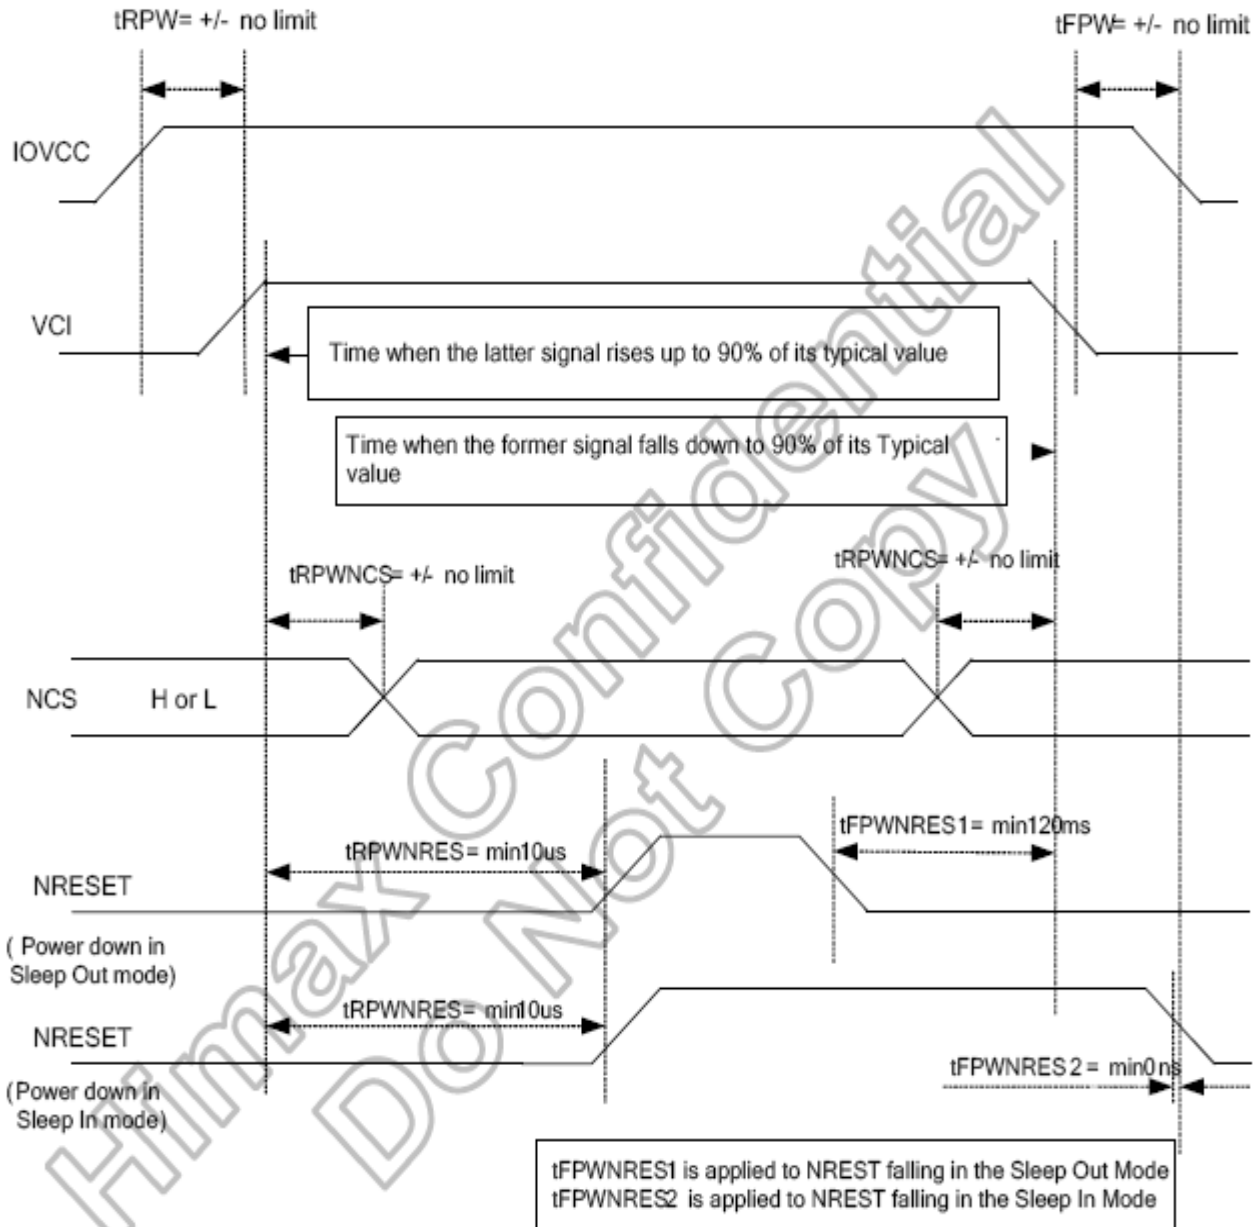 tRPW= +/- no limit
tFPW= +/- no limit
IOVCC
VCI
Time when the latter signal rises up to 90% of its typical value
Time when the former signal falls down to 90% of its Typical
value
tRPWNCS= +/- no limit
tRPWNCS= +/- no limit
NCS
H or L
tFPWNRES1= min120ms
tRPWNRES= min10us
NRESET
( Power down in
Sleep Out mode)
tRPWNRES= min10us
NRESET
tFPWNRES2 = min0ns
(Power down in
Sleep In mode)
tFPWNRES1 is applied to NREST falling in the Sleep Out Mode
tFPWNRES2 is applied to NREST falling in the Sleep In Mode
Himax Confidential
Do Not Copy